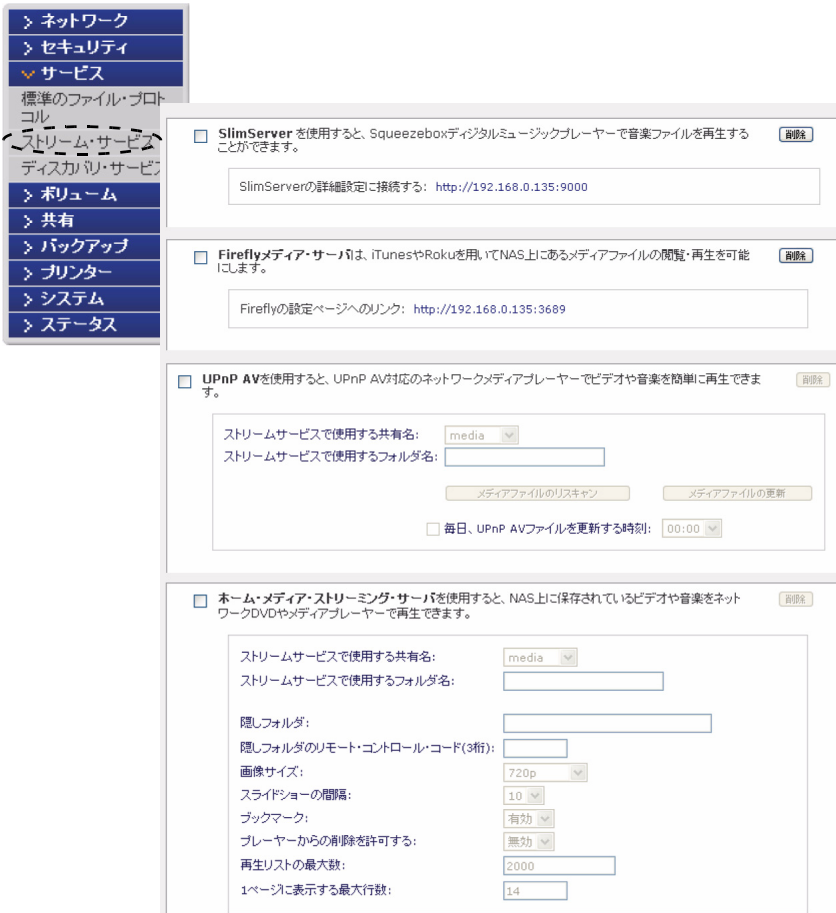 > ネットワーク
> セキュリティ
サービス
標準のファイル・プロト
コル
ストリーム・サービス
ディスカバリ・サービス
> ボリューム
> 共有
> バックアップ
> プリンター
> システム
> ステータス
SlimServer を使用すると、Squeezeboxディジタルミュージックプレーヤーで音楽ファイルを再生する 削除
ことができます。
SlimServerの詳細設定に接続する: http://192.168.0.135:9000
Fireflyメディア・サーバは、iTunesやRokuを用いてNAS上にあるメディアファイルの閲覧・再生を可能 削除
にします。
Fireflyの設定ページへのリンク: http://192.168.0.135:3689
UPnP AVを使用すると、UPnP AV対応のネットワークメディアプレーヤーでビデオや音楽を簡単に再生できま 削除
す。
ストリームサービスで使用する共有名: media
ストリームサービスで使用するフォルダ名:
メディアファイルのリスキャン メディアファイルの更新
毎日、UPnP AVファイルを更新する時刻: 00:00
ホーム・メディア・ストリーミング・サーバを使用すると、NAS上に保存されているビデオや音楽をネット 削除
ワークDVDやメディアプレーヤーで再生できます。
ストリームサービスで使用する共有名: media
ストリームサービスで使用するフォルダ名:
隠しフォルダ:
隠しフォルダのリモート・コントロール・コード(3桁):
画像サイズ: 720p
スライドショーの間隔: 10
ブックマーク: 有効
プレーヤーからの削除を許可する: 無効
再生リストの最大数: 2000
1ページに表示する最大行数: 14